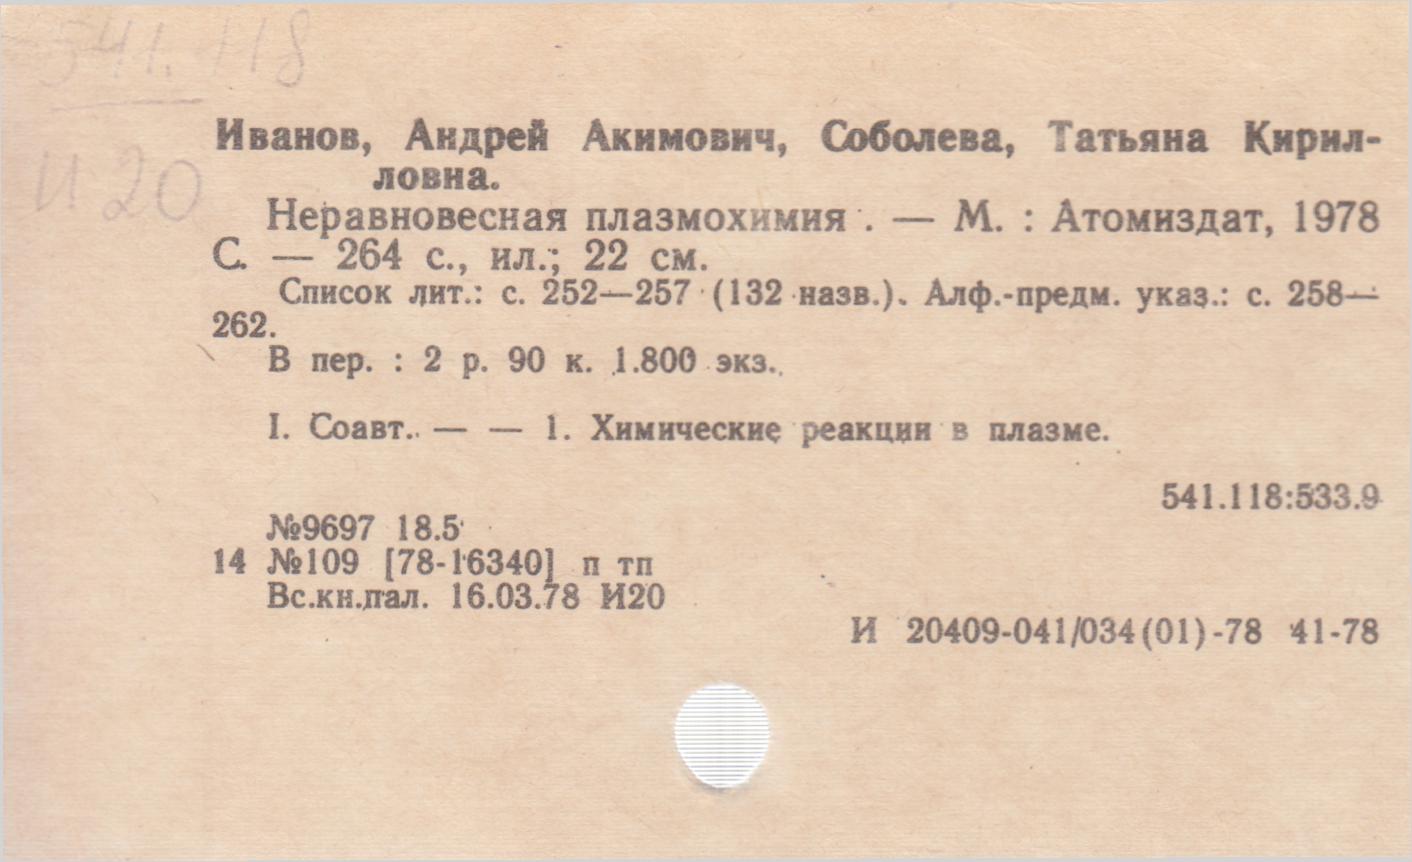 541.118
И 20
Иванов, Андрей Акимович, Соболева, Татьяна Кирил-
ловна.
Неравновесная плазмохимия . — М. : Атомиздат, 1978
С. — 264 с., ил.; 22 см.
Список лит.: с. 252—257 (132 назв.). Алф.-предм. указ.: с. 258—
262.
В пер. : 2 р. 90 к. 1.800 экз.
I. Соавт. — — 1. Химические реакции в плазме.
541.118:533.9
№9697 18.5
14 №109 [78-16340] п тп
Вс.кн.пал. 16.03.78 И20
И 20409-041/034(01)-78 41-78